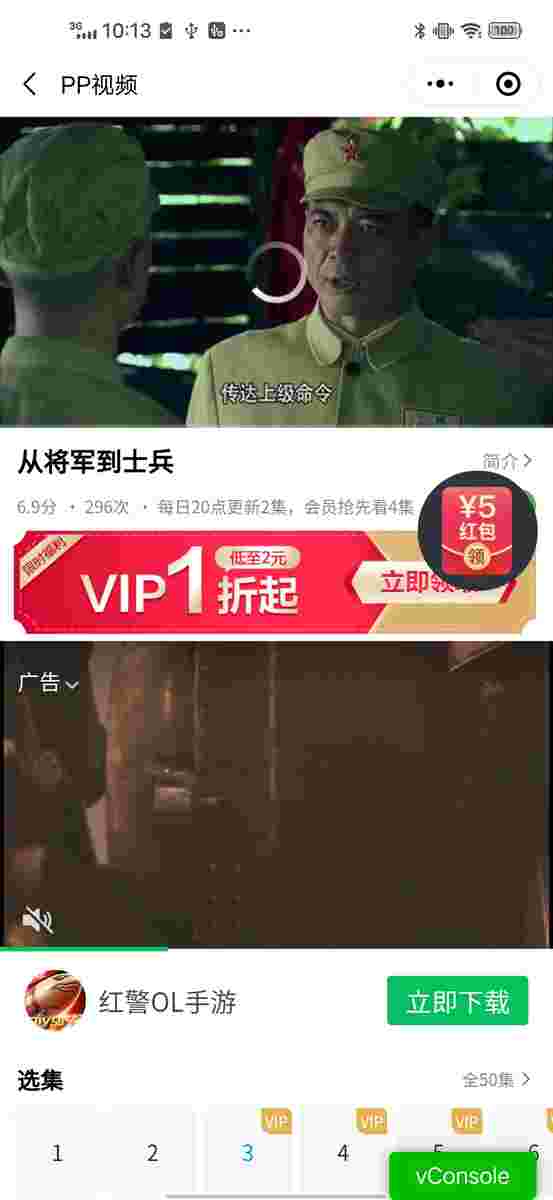 3G 10:13 100
PP视频
传达上级命令
从将军到士兵
简介
6.9分 · 296次 · 每日20点更新2集，会员抢先看4集
¥5
红包
领
限时福利
VIP1折起
低至2元
立即领
广告
红警OL手游
立即下载
选集
全50集
1 2 3 4 5 6
VIP VIP VIP
vConsole